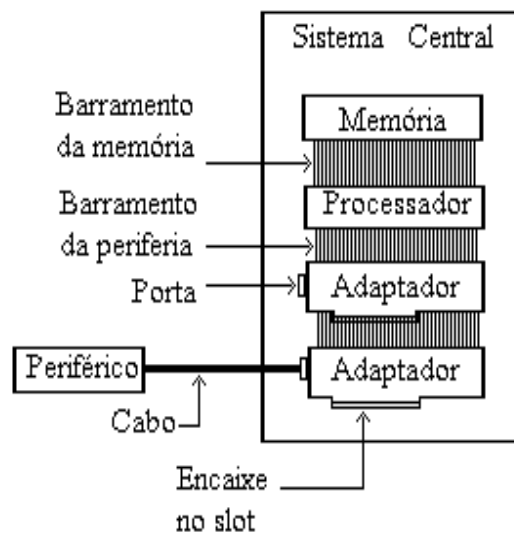 Sistema Central
Barramento
da memória
Memória
Barramento
da periferia
Processador
Porta
Adaptador
Periférico
Adaptador
Cabo
Encaixe
no slot